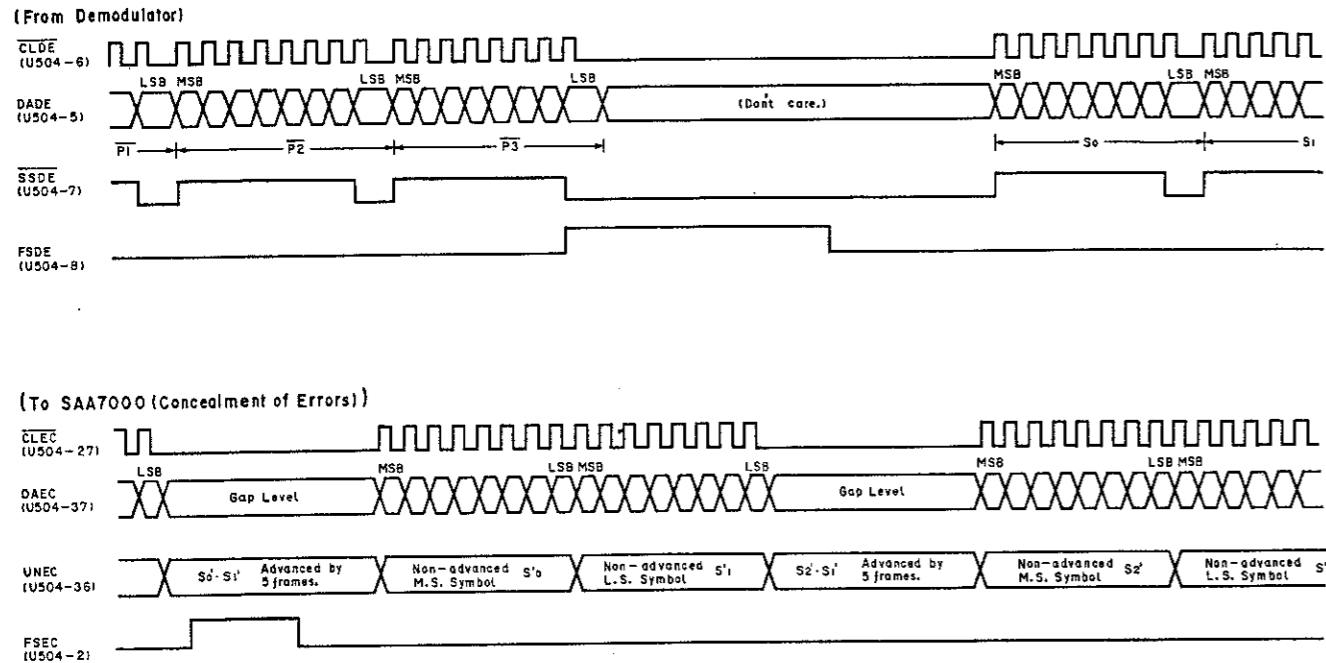 (From Demodulator)
CLDE
(U504-6)
LSB MSB LSB MSB LSB MSB LSB MSB
DADE
(U504-5)
(Don't care.)
P1 P2 P3 So S1
SSDE
(U504-7)
FSDE
(U504-8)
(To SAA7000 (Concealment of Errors))
CLEC
(U504-27)
LSB MSB LSB MSB LSB MSB LSB MSB
DAEC
(U504-37)
Gap Level Gap Level
UNEC
(U504-36)
So'-S1' Advanced by 5 frames.
Non-advanced M.S. Symbol S'o
Non-advanced L.S. Symbol S'1
S2'-S1' Advanced by 5 frames.
Non-advanced M.S. Symbol S2'
Non-advanced L.S. Symbol
FSEC
(U504-2)